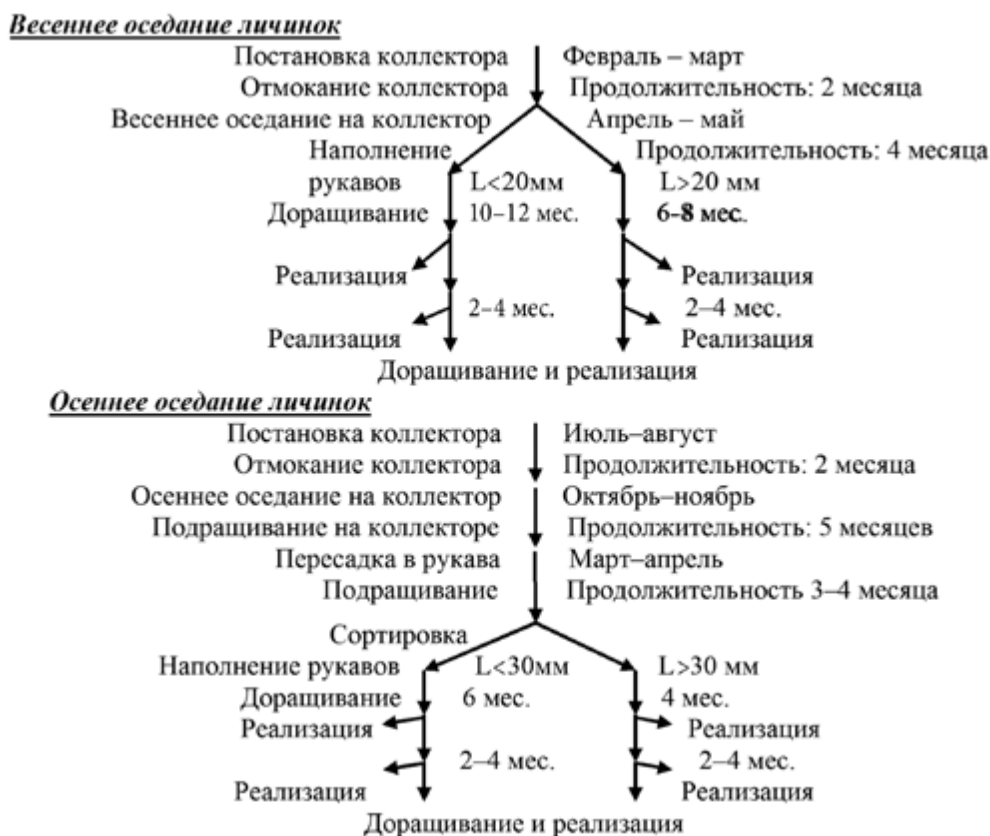 Весеннее оседание личинок
Постановка коллектора Февраль – март
Отмокание коллектора Продолжительность: 2 месяца
Весеннее оседание на коллектор Апрель – май
Наполнение Продолжительность: 4 месяца
рукавов L<20мм L>20 мм
Доращивание 10–12 мес. 6-8 мес.
Реализация Реализация
2–4 мес. 2–4 мес.
Реализация Реализация
Доращивание и реализация
Осеннее оседание личинок
Постановка коллектора Июль–август
Отмокание коллектора Продолжительность: 2 месяца
Осеннее оседание на коллектор Октябрь–ноябрь
Подращивание на коллекторе Продолжительность: 5 месяцев
Пересадка в рукава Март–апрель
Подращивание Продолжительность 3–4 месяца
Сортировка
Наполнение рукавов L<30мм L>30 мм
Доращивание 6 мес. 4 мес.
Реализация Реализация
2–4 мес. 2–4 мес.
Реализация Реализация
Доращивание и реализация